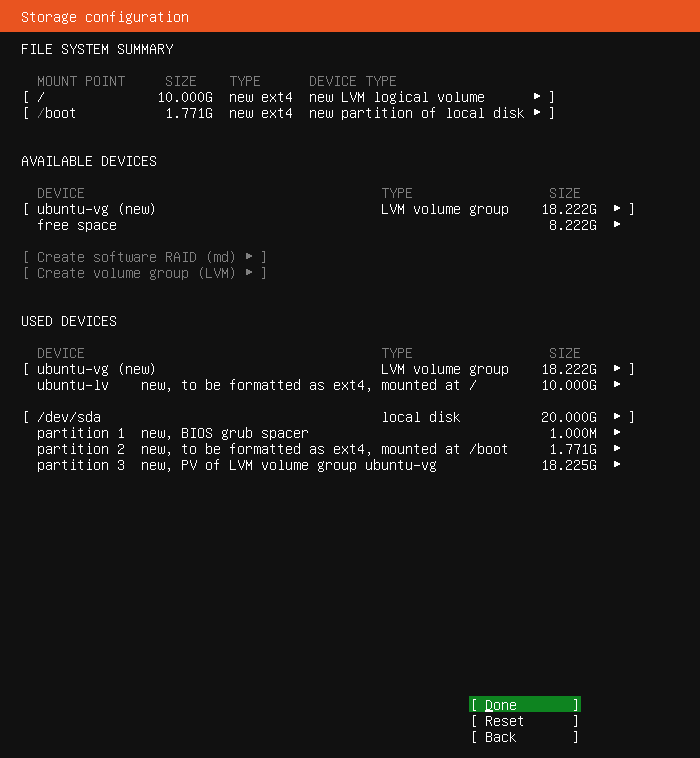 Storage configuration
FILE SYSTEM SUMMARY
MOUNT POINT SIZE TYPE DEVICE TYPE
[ / 10.000G new ext4 new LVM logical volume ▸ ]
[ /boot 1.771G new ext4 new partition of local disk ▸ ]
AVAILABLE DEVICES
DEVICE TYPE SIZE
[ ubuntu-vg (new) LVM volume group 18.222G ▸ ]
free space 8.222G ▸
[ Create software RAID (md) ▸ ]
[ Create volume group (LVM) ▸ ]
USED DEVICES
DEVICE TYPE SIZE
[ ubuntu-vg (new) LVM volume group 18.222G ▸ ]
ubuntu-lv new, to be formatted as ext4, mounted at / 10.000G ▸
[ /dev/sda local disk 20.000G ▸ ]
partition 1 new, BIOS grub spacer 1.000M ▸
partition 2 new, to be formatted as ext4, mounted at /boot 1.771G ▸
partition 3 new, PV of LVM volume group ubuntu-vg 18.225G ▸
[ Done ]
[ Reset ]
[ Back ]